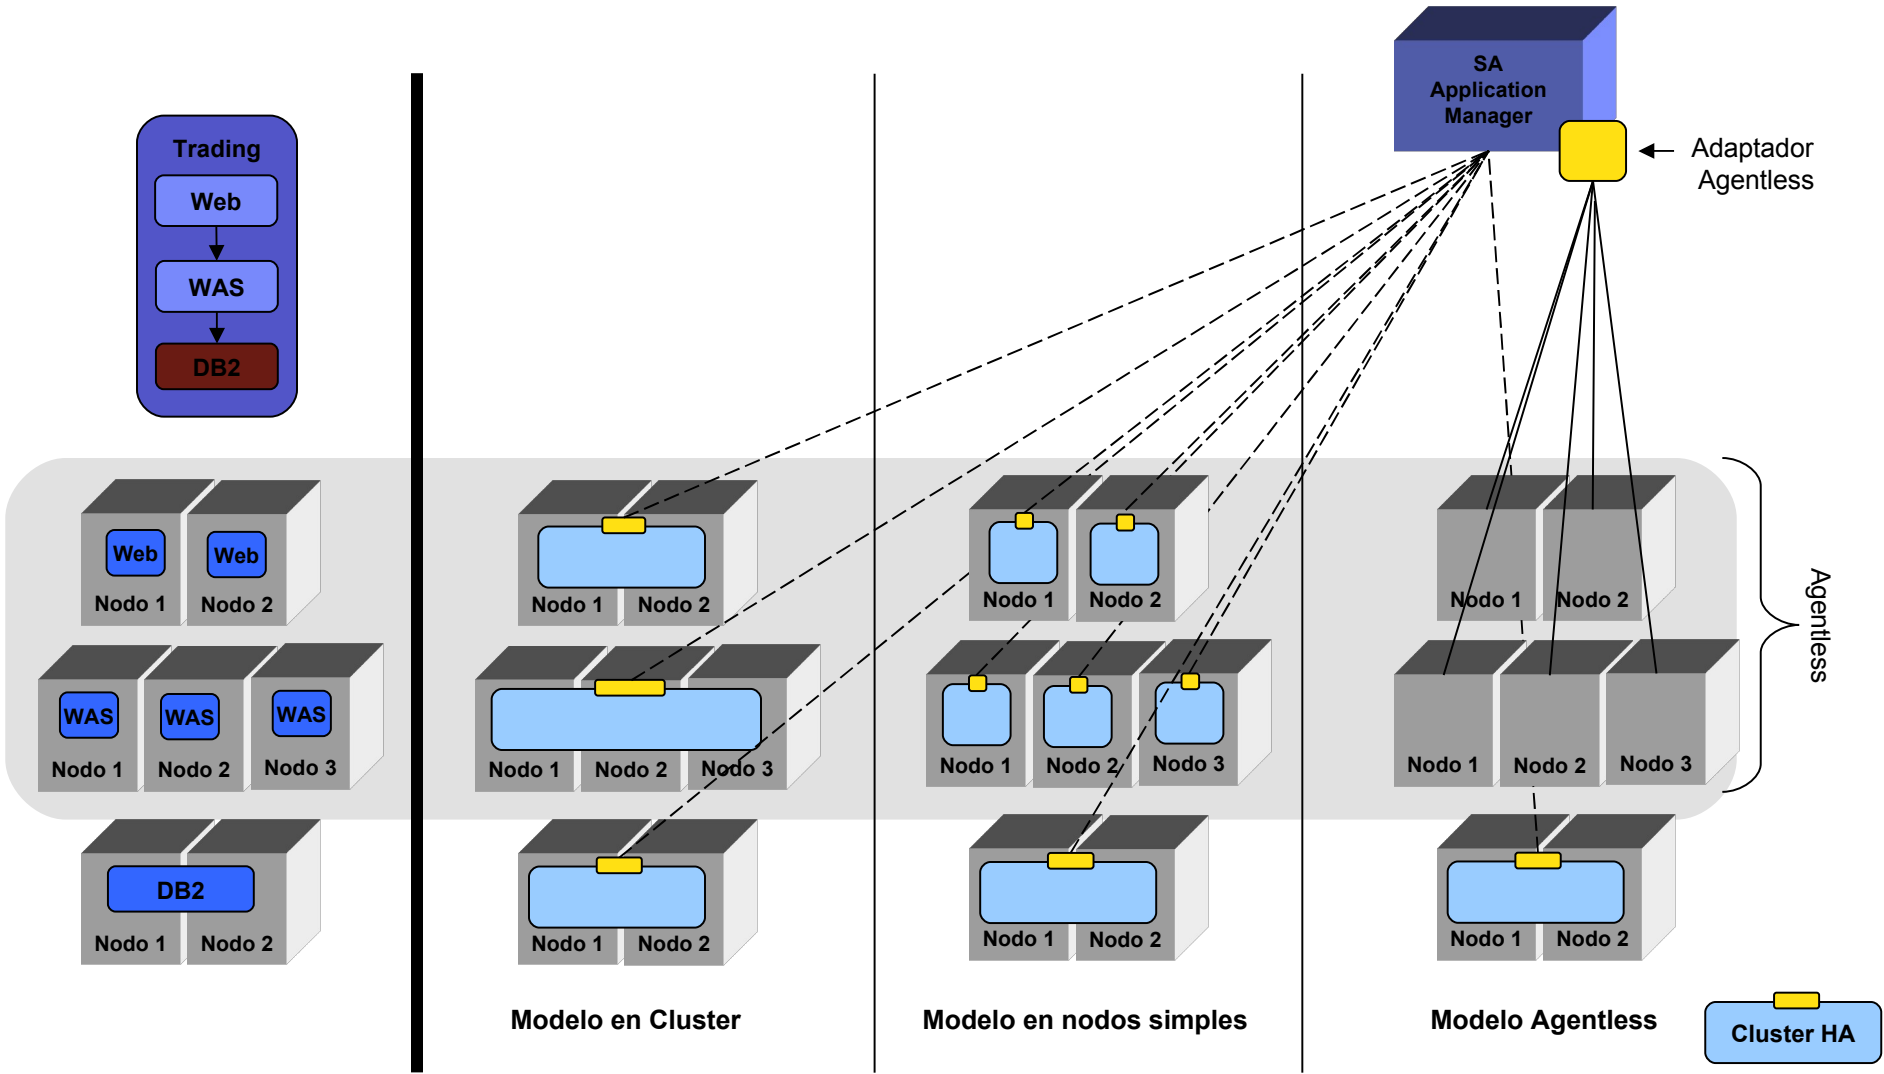 SA
Application
Manager
Adaptador
Agentless
Trading
Web
WAS
DB2
Web
Web
Nodo 1
Nodo 2
Nodo 1
Nodo 2
Nodo 1
Nodo 2
Nodo 1
Nodo 2
Agentless
WAS
WAS
WAS
Nodo 1
Nodo 2
Nodo 3
Nodo 1
Nodo 2
Nodo 3
Nodo 1
Nodo 2
Nodo 3
Nodo 1
Nodo 2
Nodo 3
DB2
Nodo 1
Nodo 2
Nodo 1
Nodo 2
Nodo 1
Nodo 2
Nodo 1
Nodo 2
Modelo en Cluster
Modelo en nodos simples
Modelo Agentless
Cluster HA